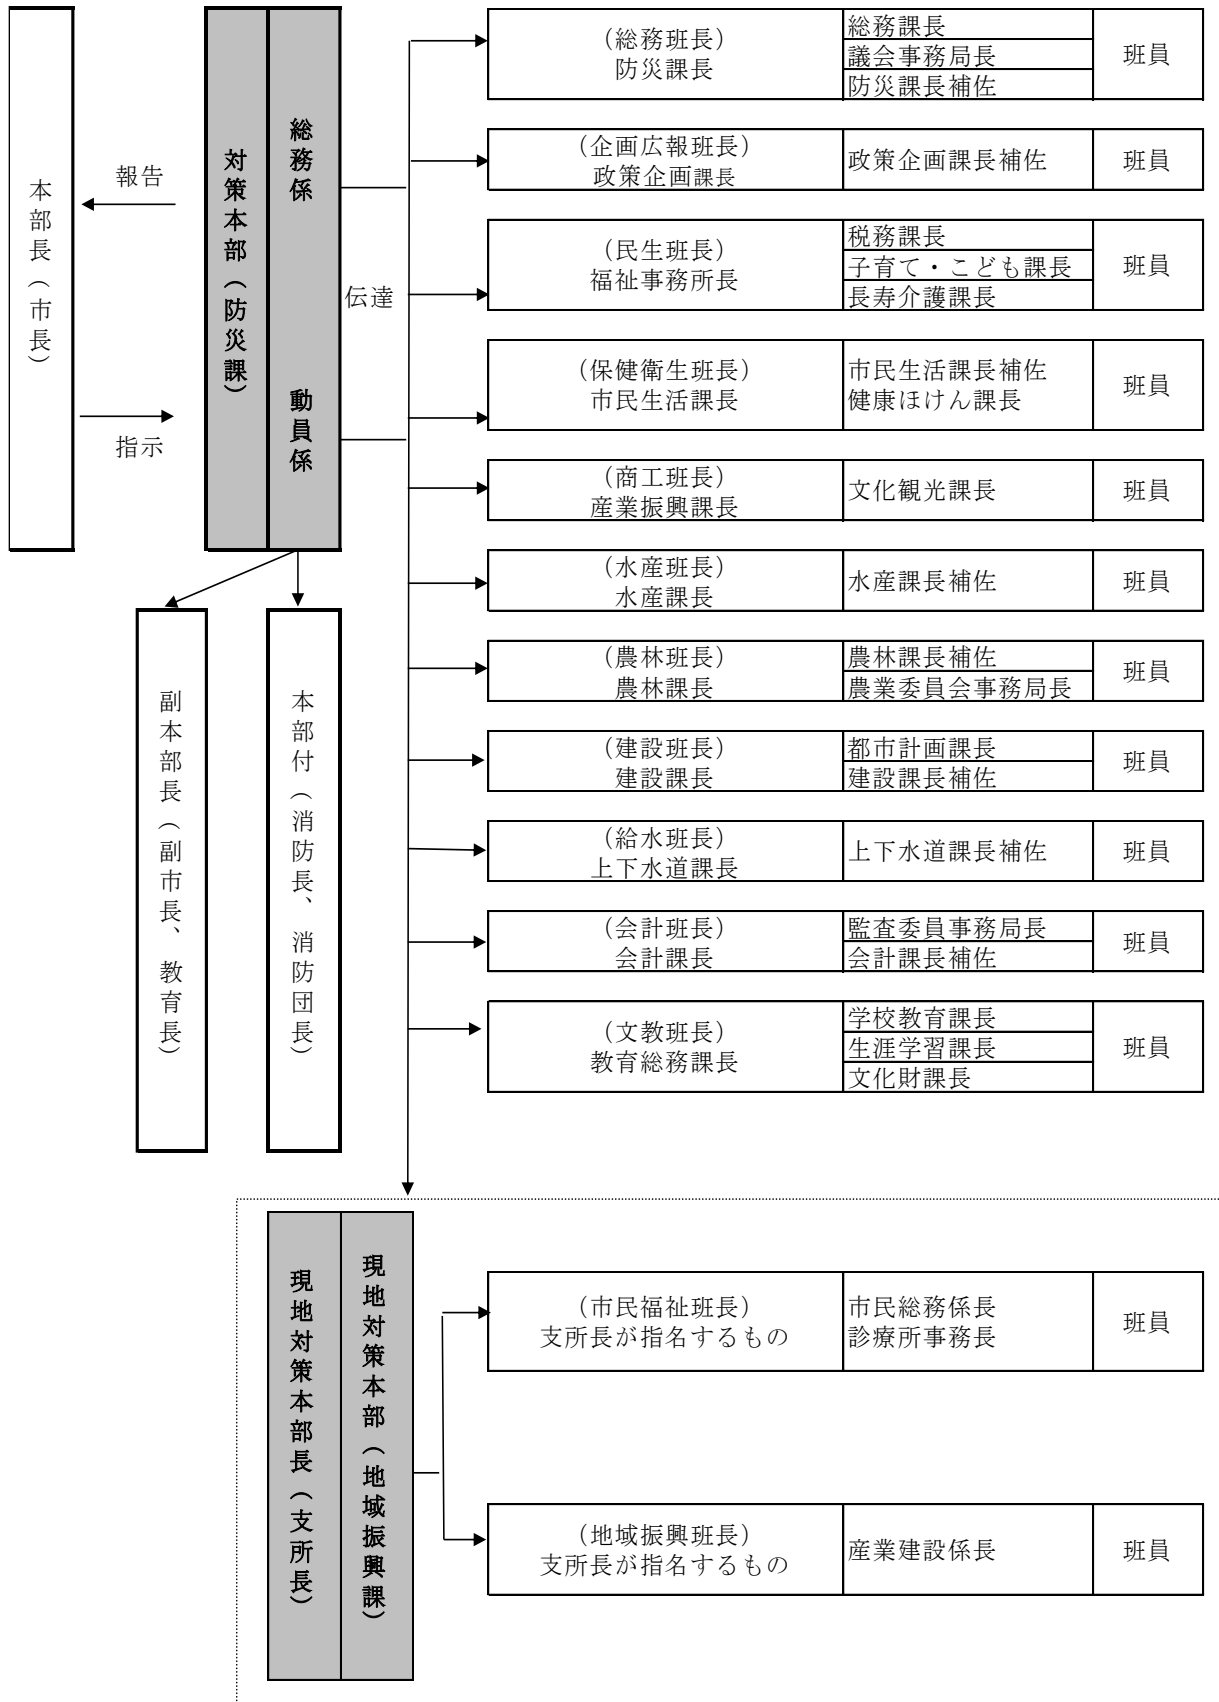 本部長（市長）
報告
指示
対策本部（防災課）
総務係
動員係
伝達
副本部長（副市長、教育長）
本部付（消防長、消防団長）
（総務班長）
防災課長
総務課長
議会事務局長
防災課長補佐
班員
（企画広報班長）
政策企画課長
政策企画課長補佐
班員
（民生班長）
福祉事務所長
税務課長
子育て・こども課長
長寿介護課長
班員
（保健衛生班長）
市民生活課長
市民生活課長補佐
健康ほけん課長
班員
（商工班長）
産業振興課長
文化観光課長
班員
（水産班長）
水産課長
水産課長補佐
班員
（農林班長）
農林課長
農林課長補佐
農業委員会事務局長
班員
（建設班長）
建設課長
都市計画課長
建設課長補佐
班員
（給水班長）
上下水道課長
上下水道課長補佐
班員
（会計班長）
会計課長
監査委員事務局長
会計課長補佐
班員
（文教班長）
教育総務課長
学校教育課長
生涯学習課長
文化財課長
班員
現地対策本部長（支所長）
現地対策本部（地域振興課）
（市民福祉班長）
支所長が指名するもの
市民総務係長
診療所事務長
班員
（地域振興班長）
支所長が指名するもの
産業建設係長
班員